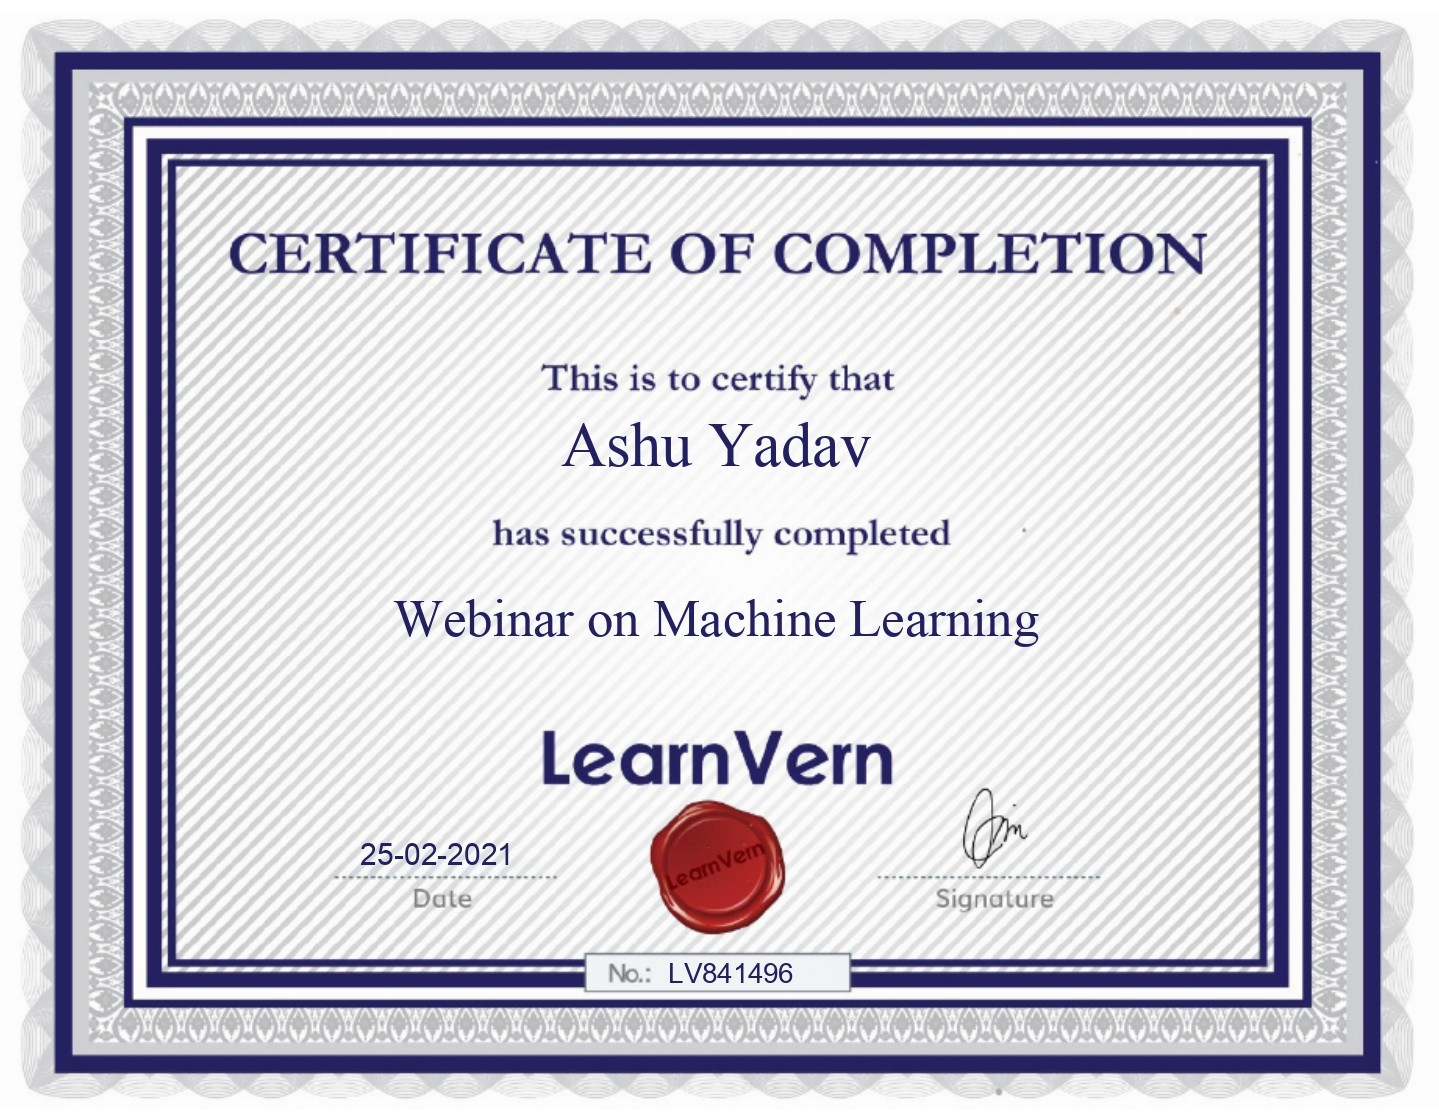 CERTIFICATE OF COMPLETION
This is to certify that
Ashu Yadav
has successfully completed
Webinar on Machine Learning
LearnVern
LearnVern
25-02-2021
Date
Signature
No.: LV841496